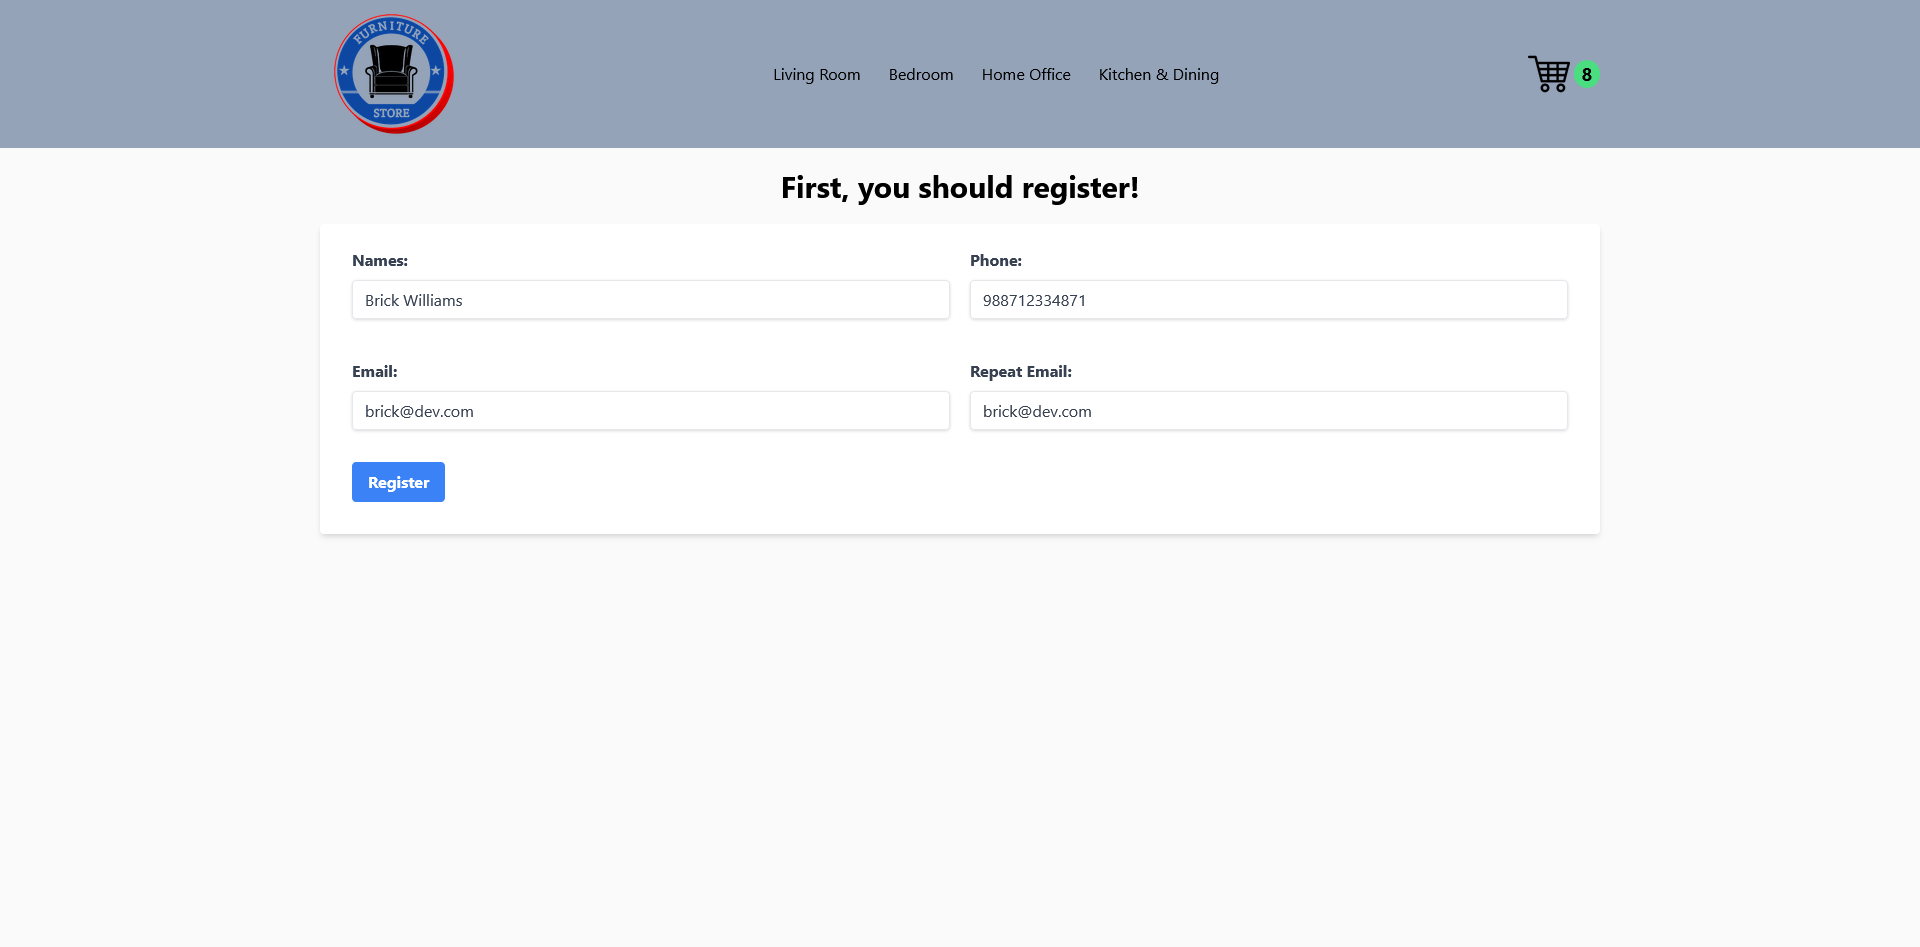 FURNITURE
STORE
Living Room Bedroom Home Office Kitchen & Dining
8
First, you should register!
Names: Phone:
Brick Williams 988712334871
Email: Repeat Email:
brick@dev.com brick@dev.com
Register